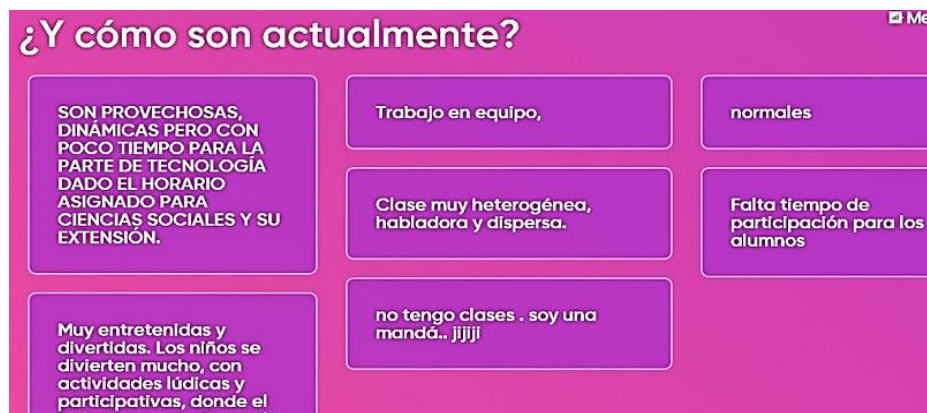 ¿Y cómo son actualmente?
Me
SON PROVECHOSAS,
DINÁMICAS PERO CON
POCO TIEMPO PARA LA
PARTE DE TECNOLOGÍA
DADO EL HORARIO
ASIGNADO PARA
CIENCIAS SOCIALES Y SU
EXTENSIÓN.
Muy entretenidas y
divertidas. Los niños se
divierten mucho, con
actividades lúdicas y
participativas, donde el
Trabajo en equipo,
Clase muy heterogénea,
habladora y dispersa.
no tengo clases . soy una
mandá.. jijiji
normales
Falta tiempo de
participación para los
alumnos